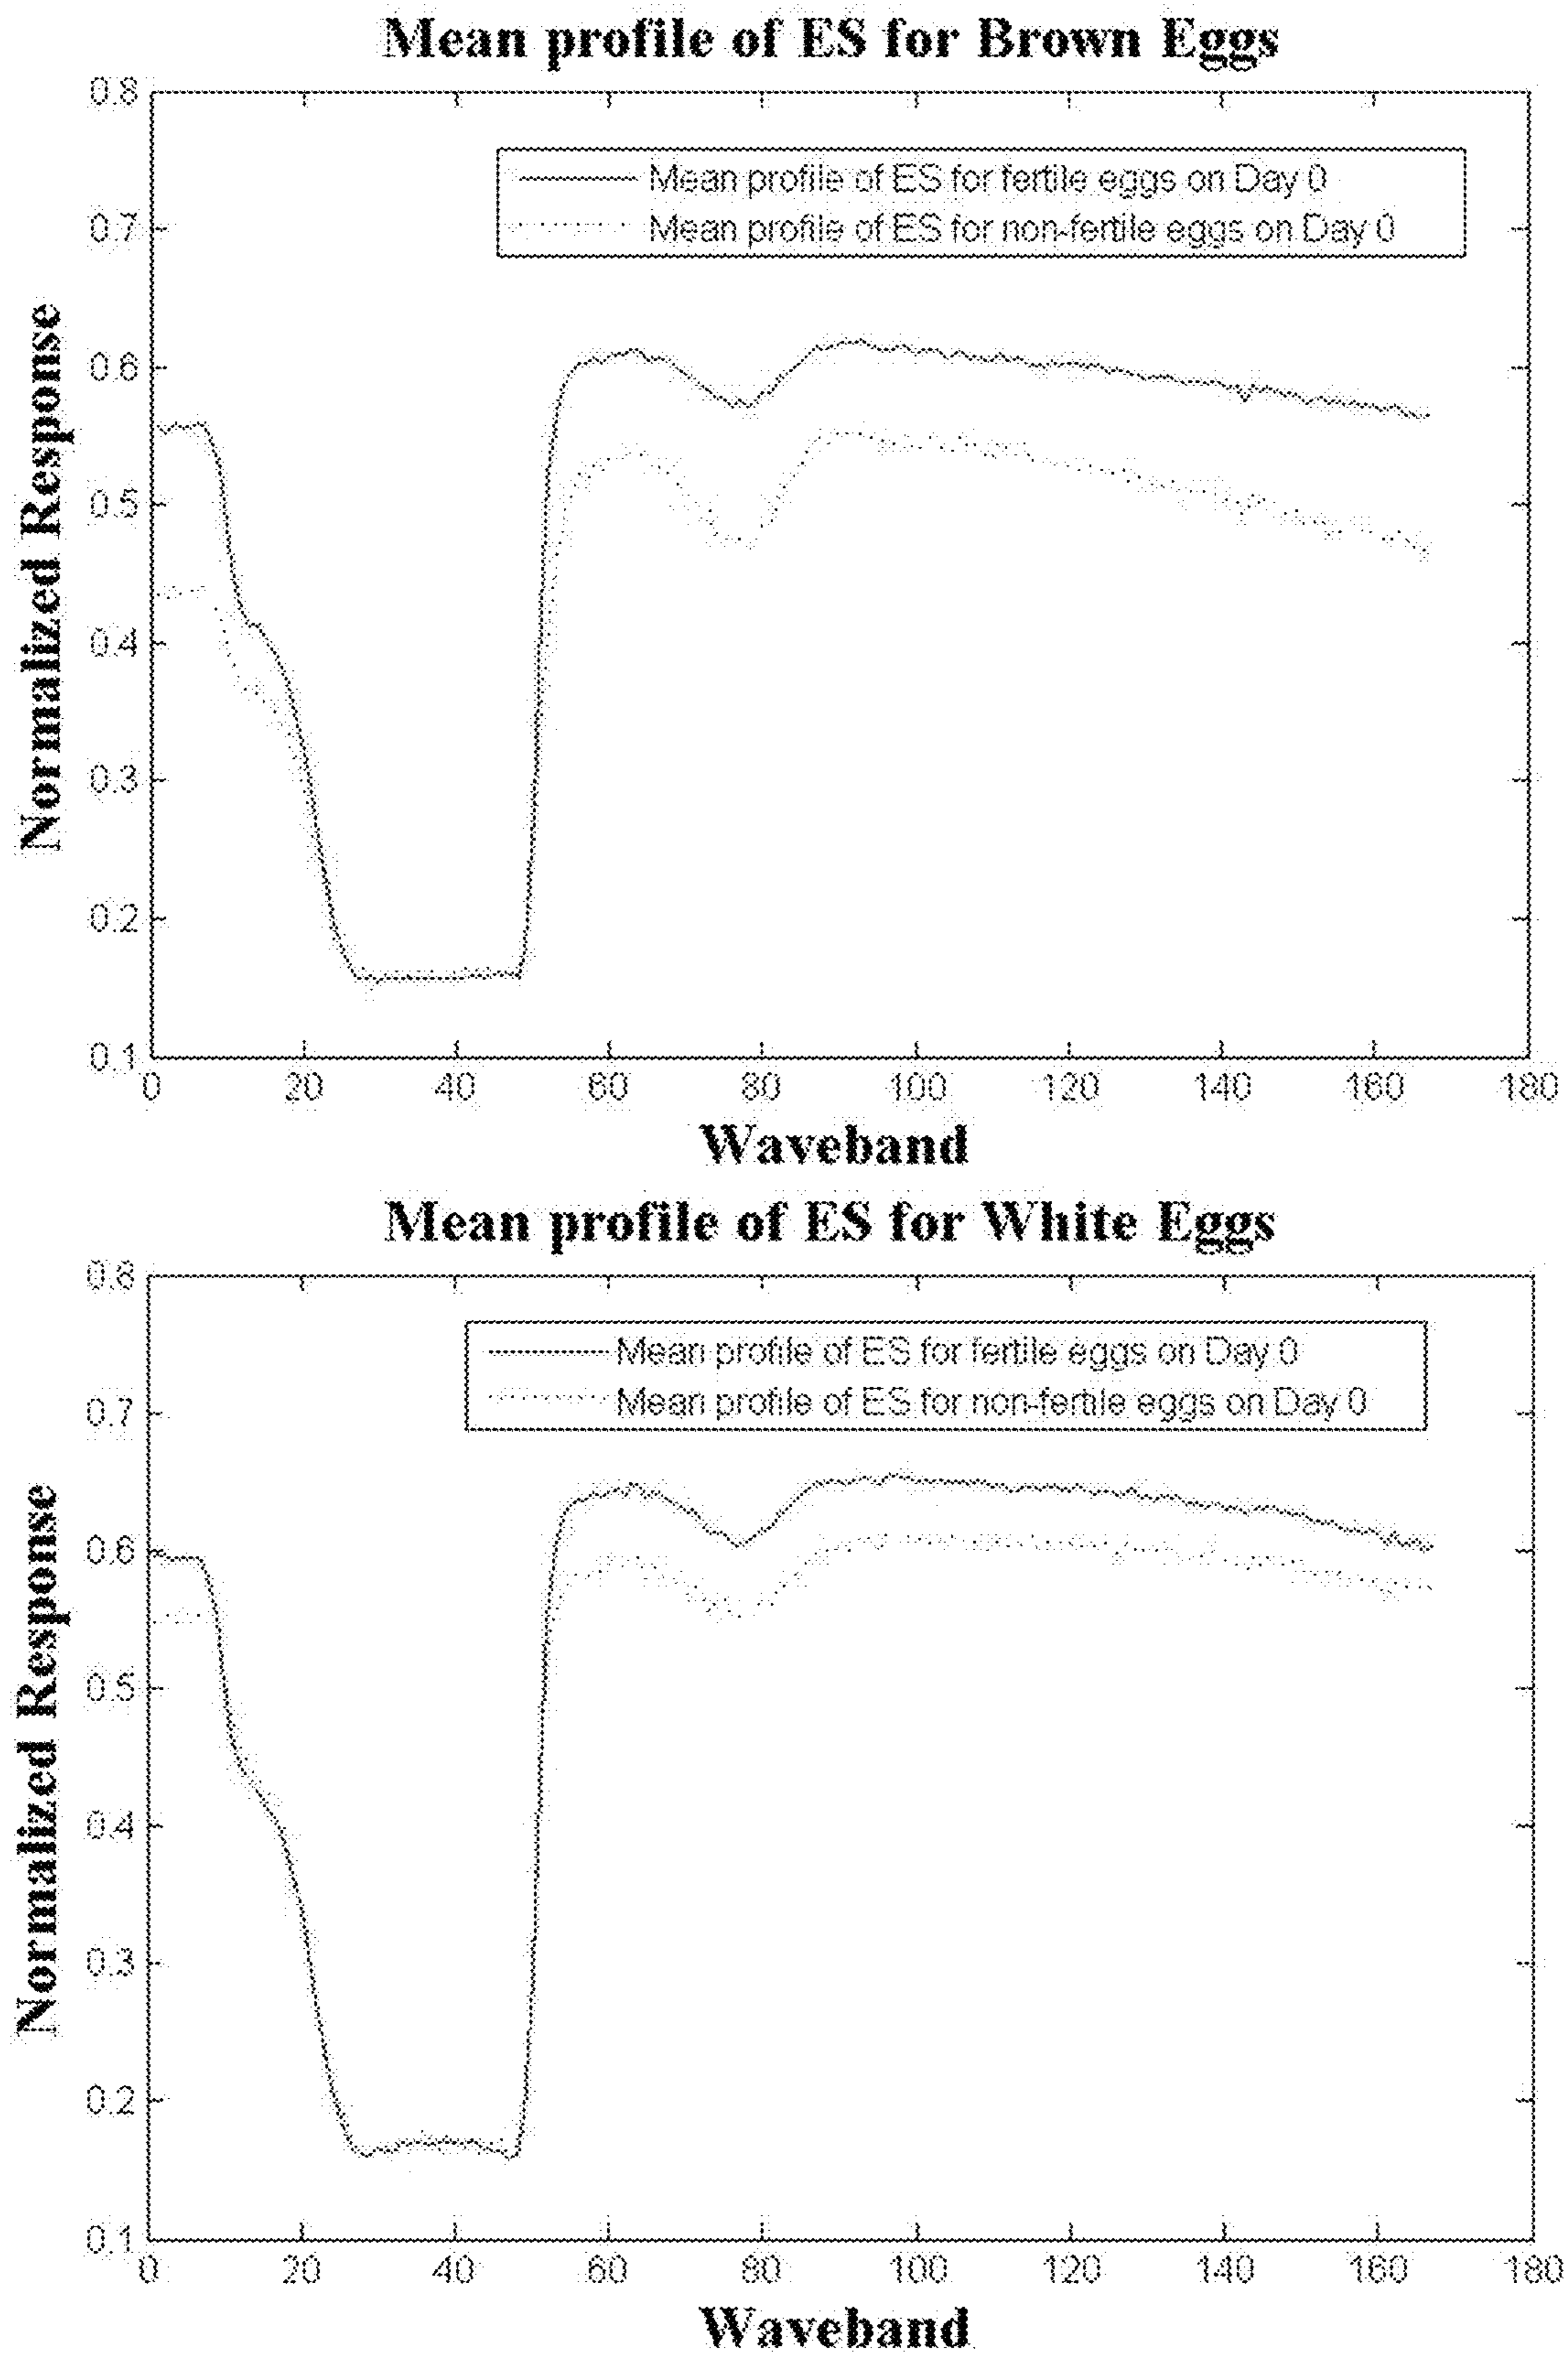 Mean profile of ES for Brown Eggs
0.8
0.7
0.6
0.5
0.4
0.3
0.2
0.1
Normalized Response
Mean profile of ES for fertile eggs on Day 0
Mean profile of ES for non-fertile eggs on Day 0
0 20 40 60 80 100 120 140 160 180
Waveband
Mean profile of ES for White Eggs
0.8
0.7
0.6
0.5
0.4
0.3
0.2
0.1
Normalized Response
Mean profile of ES for fertile eggs on Day 0
Mean profile of ES for non-fertile eggs on Day 0
0 20 40 60 80 100 120 140 160 180
Waveband